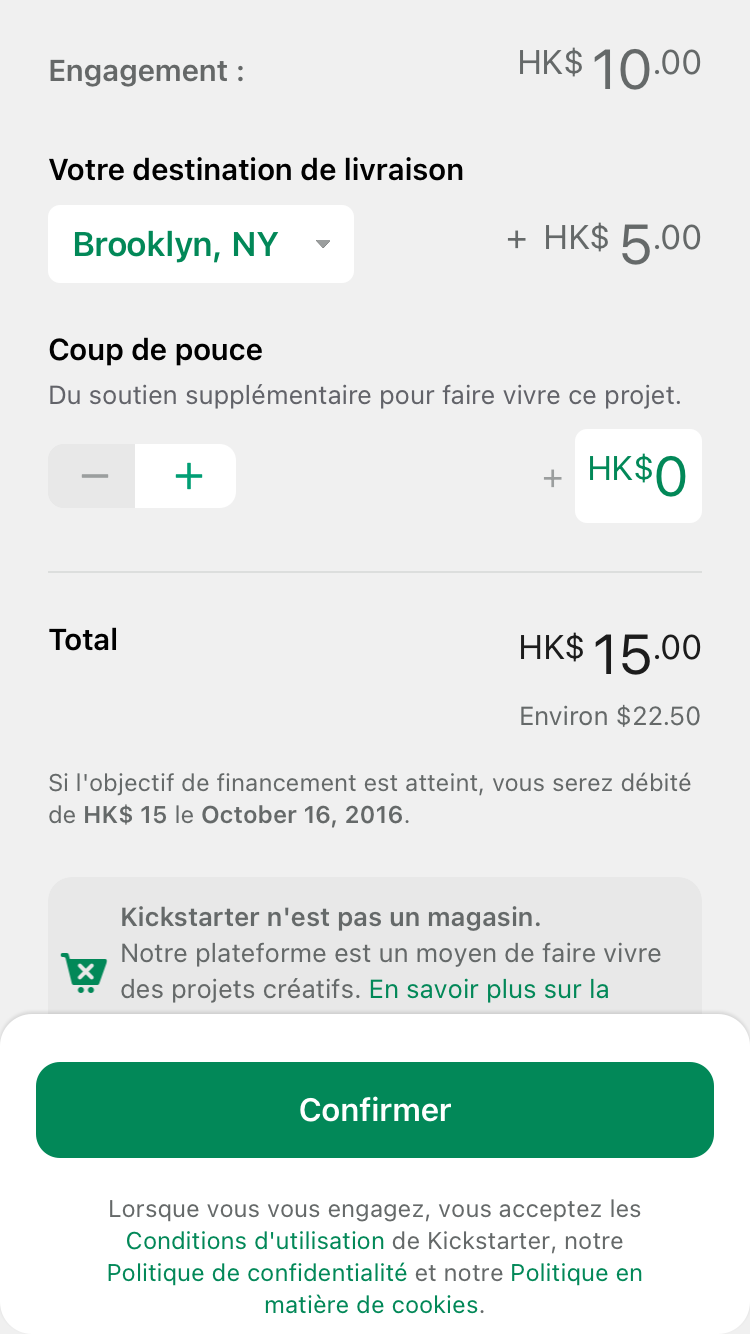 Engagement : HK$ 10.00
Votre destination de livraison
Brooklyn, NY + HK$ 5.00
Coup de pouce
Du soutien supplémentaire pour faire vivre ce projet.
− + + HK$0
Total HK$ 15.00
Environ $22.50
Si l'objectif de financement est atteint, vous serez débité
de HK$ 15 le October 16, 2016.
Kickstarter n'est pas un magasin.
Notre plateforme est un moyen de faire vivre
des projets créatifs. En savoir plus sur la
Confirmer
Lorsque vous vous engagez, vous acceptez les
Conditions d'utilisation de Kickstarter, notre
Politique de confidentialité et notre Politique en
matière de cookies.